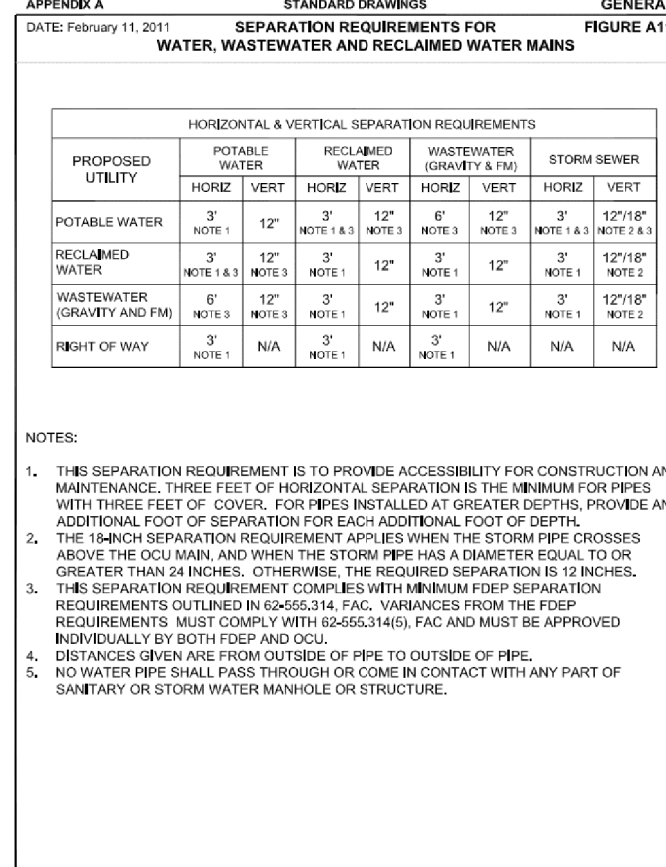 APPENDIX A STANDARD DRAWINGS GENERA
DATE: February 11, 2011 SEPARATION REQUIREMENTS FOR FIGURE A1
WATER, WASTEWATER AND RECLAIMED WATER MAINS
HORIZONTAL & VERTICAL SEPARATION REQUIREMENTS
PROPOSED UTILITY POTABLE WATER RECLAIMED WATER WASTEWATER (GRAVITY & FM) STORM SEWER
HORIZ VERT HORIZ VERT HORIZ VERT HORIZ VERT
POTABLE WATER 3' NOTE 1 12" 3' NOTE 1 & 3 12" NOTE 3 6' NOTE 3 12" NOTE 3 3' NOTE 1 & 3 12"/18" NOTE 2 & 3
RECLAIMED WATER 3' NOTE 1 & 3 12" NOTE 3 3' NOTE 1 12" 3' NOTE 1 12" 3' NOTE 1 12"/18" NOTE 2
WASTEWATER (GRAVITY AND FM) 6' NOTE 3 12" NOTE 3 3' NOTE 1 12" 3' NOTE 1 12" 3' NOTE 1 12"/18" NOTE 2
RIGHT OF WAY 3' NOTE 1 N/A 3' NOTE 1 N/A 3' NOTE 1 N/A N/A N/A
NOTES:
1. THIS SEPARATION REQUIREMENT IS TO PROVIDE ACCESSIBILITY FOR CONSTRUCTION AN
MAINTENANCE. THREE FEET OF HORIZONTAL SEPARATION IS THE MINIMUM FOR PIPES
WITH THREE FEET OF COVER. FOR PIPES INSTALLED AT GREATER DEPTHS, PROVIDE AN
ADDITIONAL FOOT OF SEPARATION FOR EACH ADDITIONAL FOOT OF DEPTH.
2. THE 18-INCH SEPARATION REQUIREMENT APPLIES WHEN THE STORM PIPE CROSSES
ABOVE THE OCU MAIN, AND WHEN THE STORM PIPE HAS A DIAMETER EQUAL TO OR
GREATER THAN 24 INCHES. OTHERWISE, THE REQUIRED SEPARATION IS 12 INCHES.
3. THIS SEPARATION REQUIREMENT COMPLIES WITH MINIMUM FDEP SEPARATION
REQUIREMENTS OUTLINED IN 62-555.314, FAC. VARIANCES FROM THE FDEP
REQUIREMENTS MUST COMPLY WITH 62-555.314(5), FAC AND MUST BE APPROVED
INDIVIDUALLY BY BOTH FDEP AND OCU.
4. DISTANCES GIVEN ARE FROM OUTSIDE OF PIPE TO OUTSIDE OF PIPE.
5. NO WATER PIPE SHALL PASS THROUGH OR COME IN CONTACT WITH ANY PART OF
SANITARY OR STORM WATER MANHOLE OR STRUCTURE.